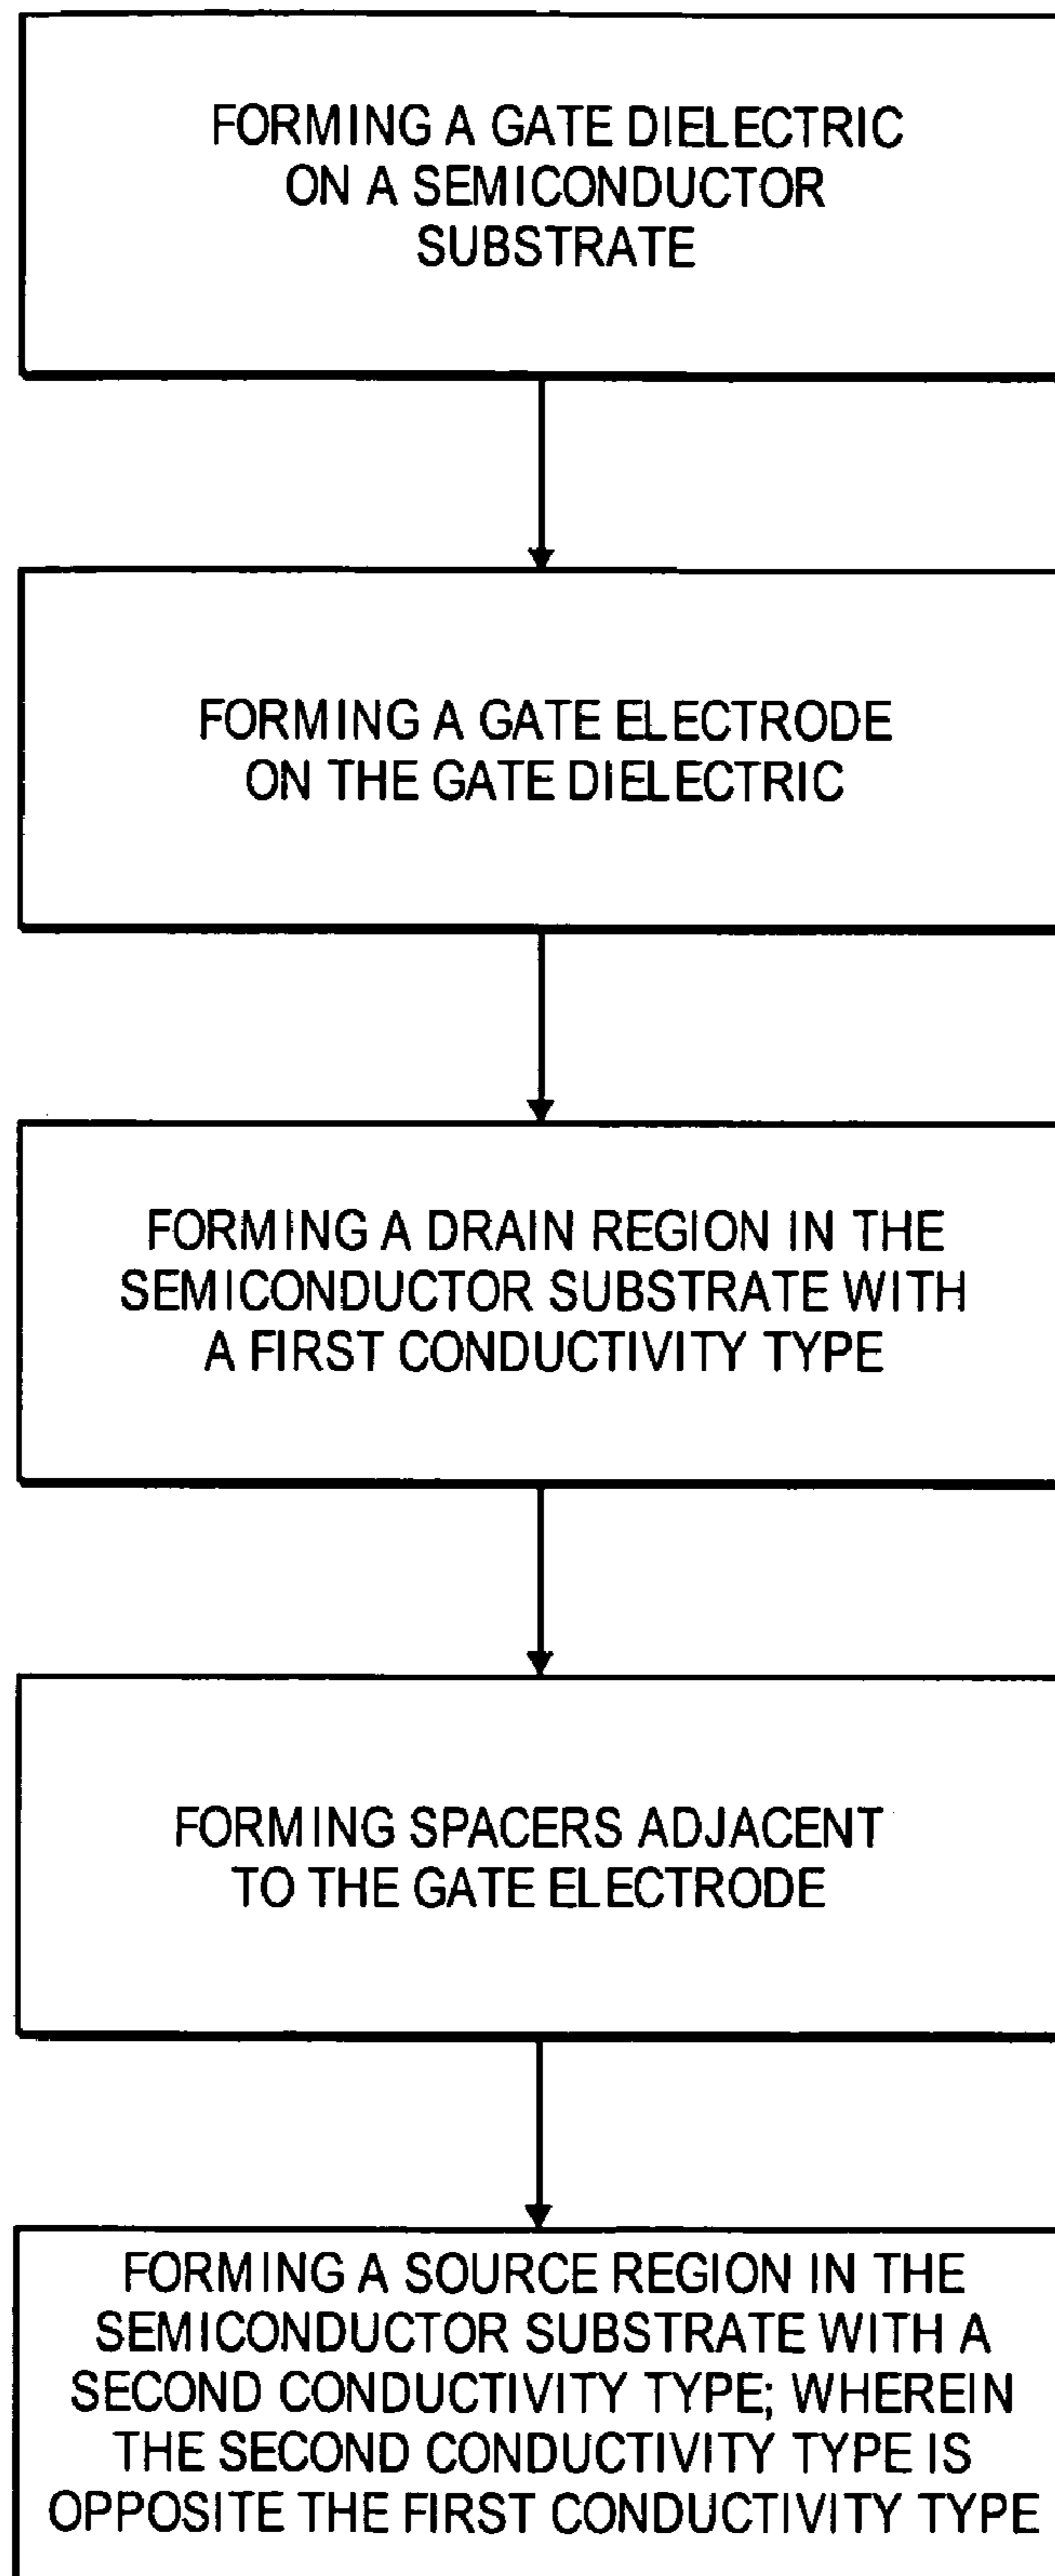 FORMING A GATE DIELECTRIC
ON A SEMICONDUCTOR
SUBSTRATE
FORMING A GATE ELECTRODE
ON THE GATE DIELECTRIC
FORMING A DRAIN REGION IN THE
SEMICONDUCTOR SUBSTRATE WITH
A FIRST CONDUCTIVITY TYPE
FORMING SPACERS ADJACENT
TO THE GATE ELECTRODE
FORMING A SOURCE REGION IN THE
SEMICONDUCTOR SUBSTRATE WITH A
SECOND CONDUCTIVITY TYPE; WHEREIN
THE SECOND CONDUCTIVITY TYPE IS
OPPOSITE THE FIRST CONDUCTIVITY TYPE